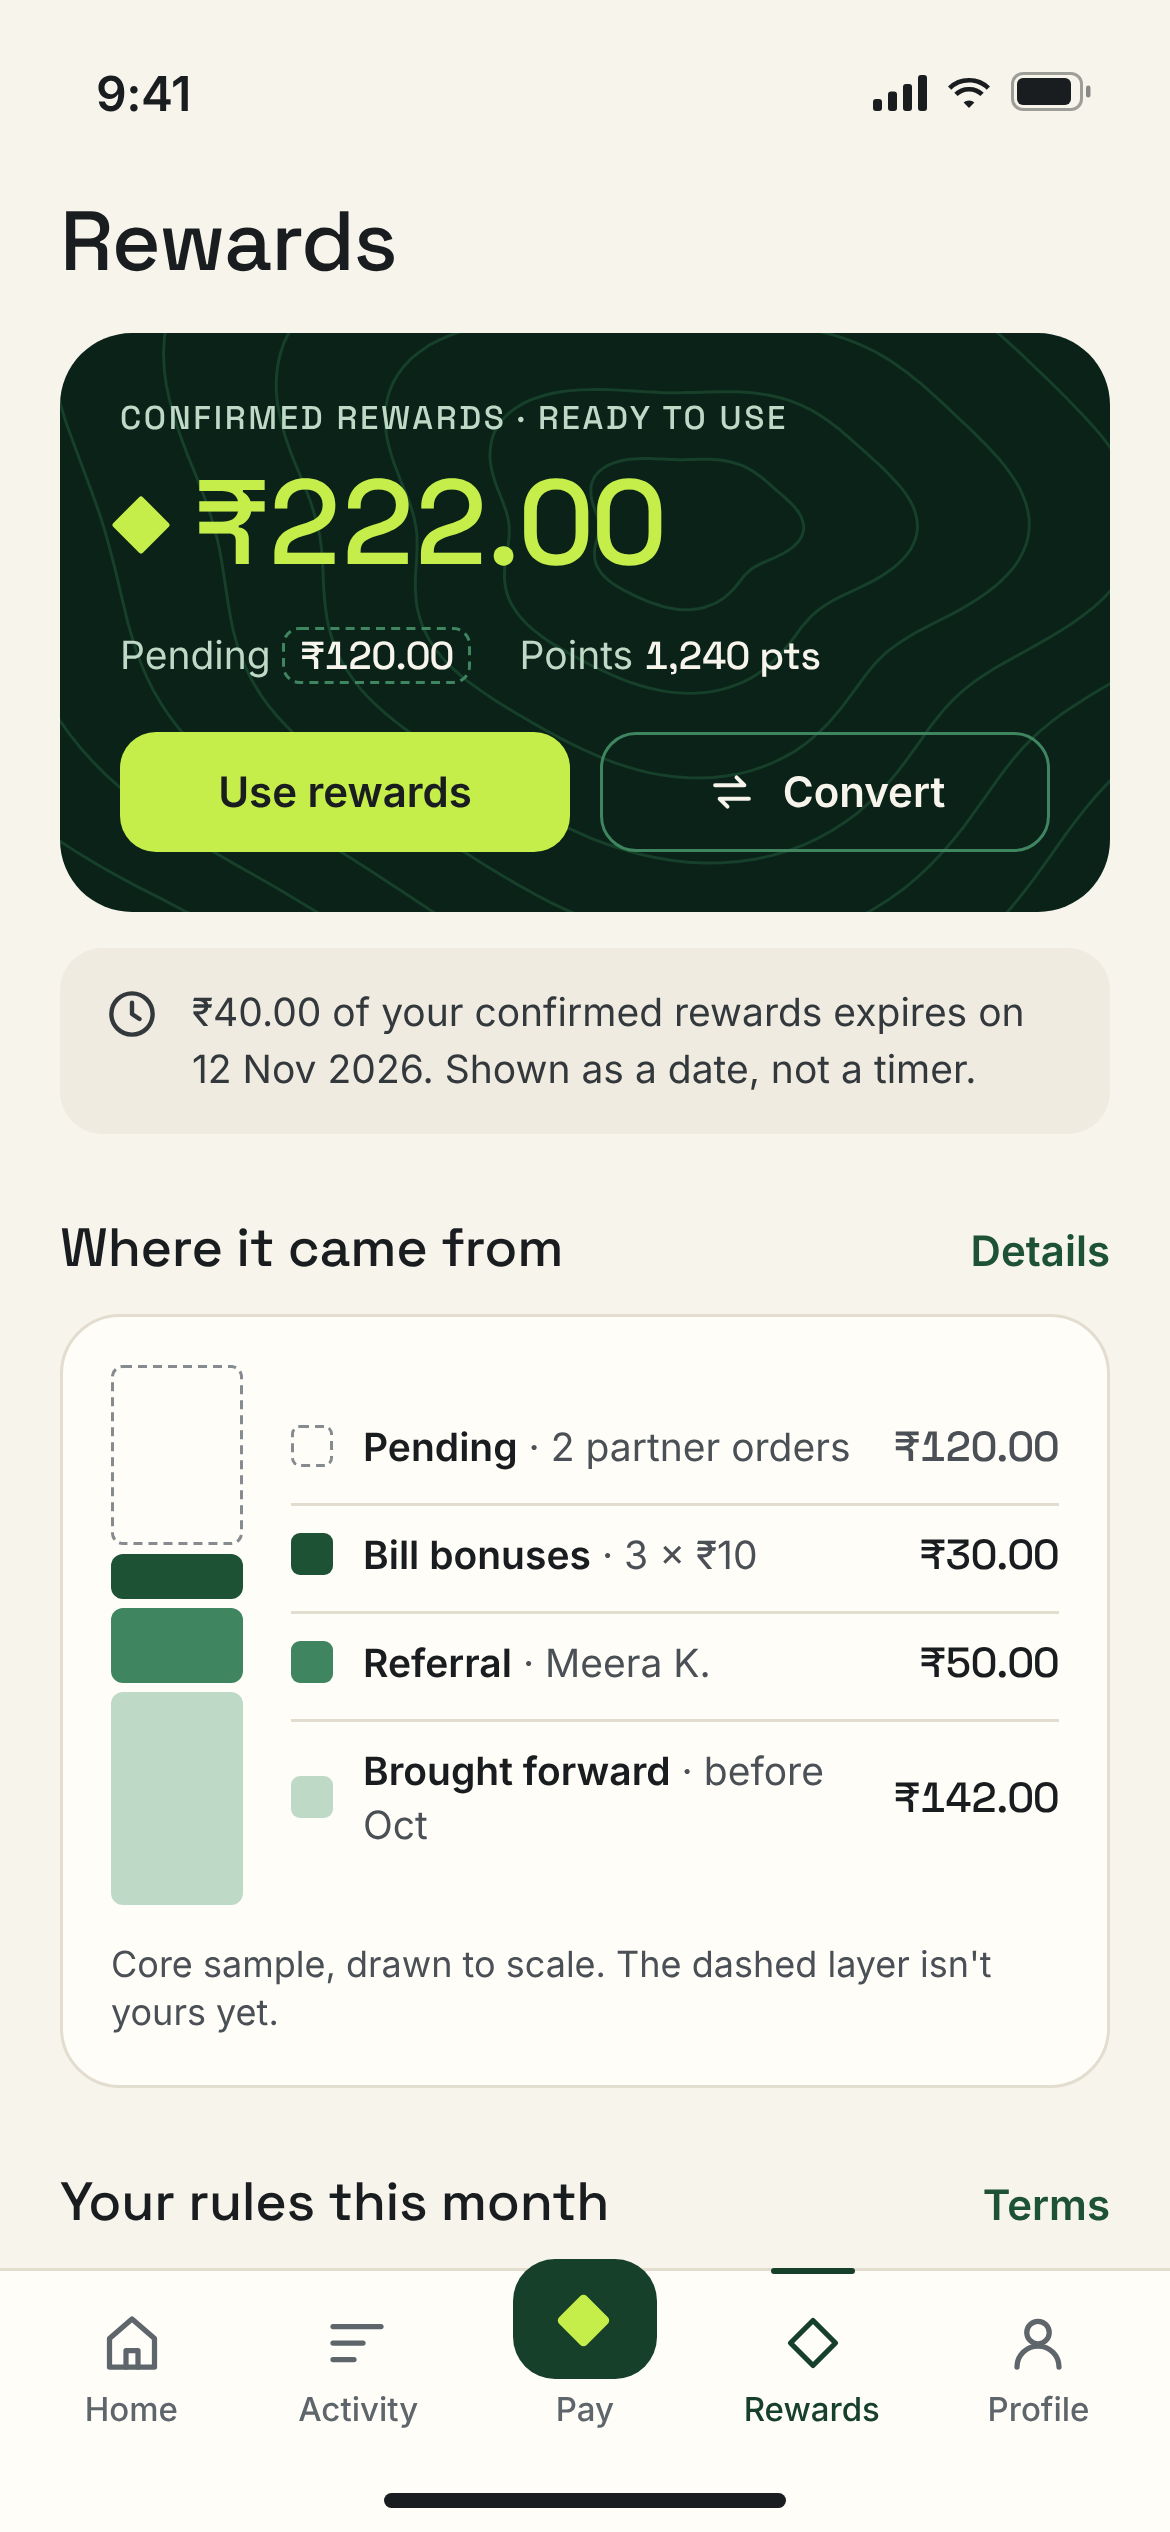 9:41
Rewards
CONFIRMED REWARDS · READY TO USE
₹222.00
Pending ₹120.00 Points 1,240 pts
Use rewards Convert
₹40.00 of your confirmed rewards expires on
12 Nov 2026. Shown as a date, not a timer.
Where it came from Details
Pending · 2 partner orders ₹120.00
Bill bonuses · 3 × ₹10 ₹30.00
Referral · Meera K. ₹50.00
Brought forward · before
Oct ₹142.00
Core sample, drawn to scale. The dashed layer isn't
yours yet.
Your rules this month Terms
Home Activity Pay Rewards Profile